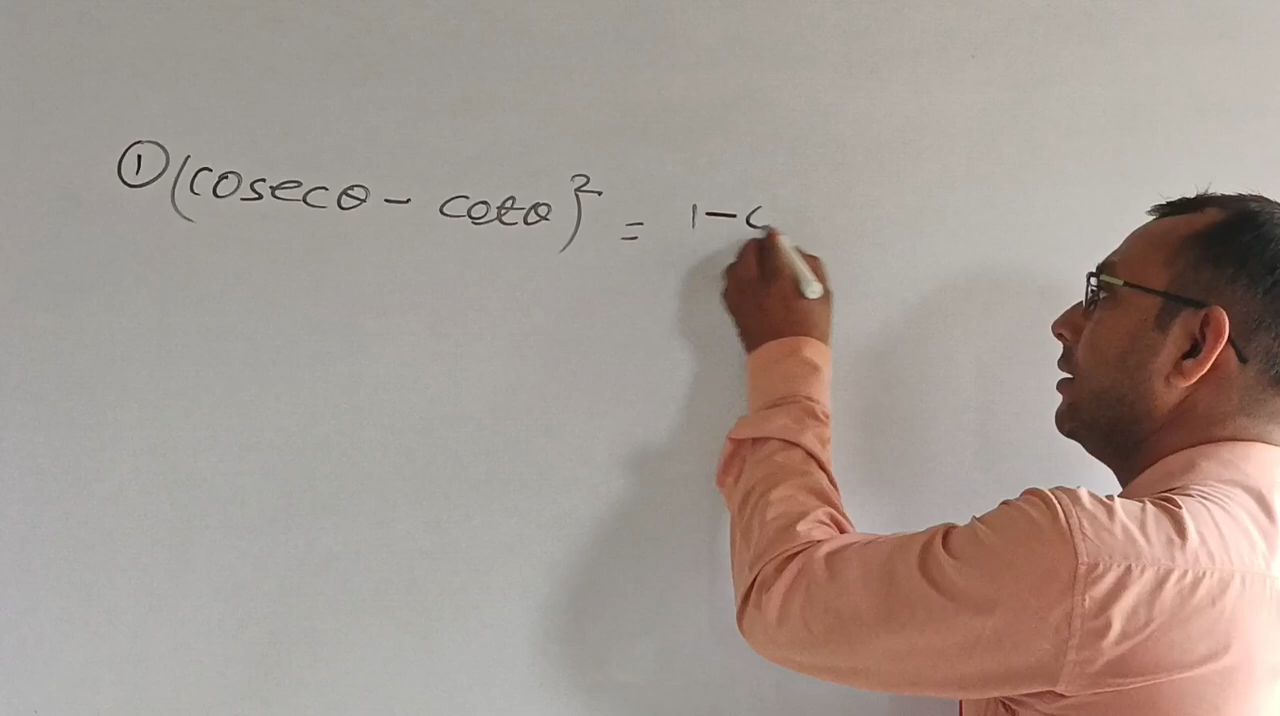 ① (cosecθ - cotθ)² = 1-c